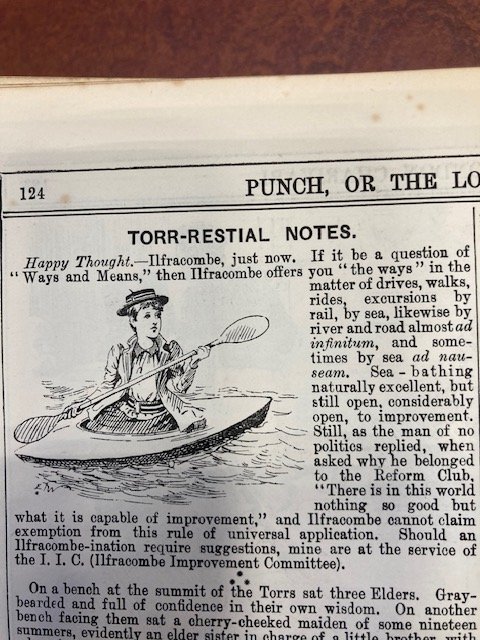 124
PUNCH, OR THE LO
TORR-RESTIAL NOTES.
Happy Thought.—Ilfracombe, just now. If it be a question of
"Ways and Means," then Ilfracombe offers you "the ways" in the
matter of drives, walks,
rides, excursions by
rail, by sea, likewise by
river and road almost ad
infinitum, and some-
times by sea ad nau-
seam. Sea-bathing
naturally excellent, but
still open, considerably
open, to improvement.
Still, as the man of no
politics replied, when
asked why he belonged
to the Reform Club,
"There is in this world
nothing so good but
what it is capable of improvement," and Ilfracombe cannot claim
exemption from this rule of universal application. Should an
Ilfracombe-ination require suggestions, mine are at the service of
the I. I. C. (Ilfracombe Improvement Committee).
On a bench at the summit of the Torrs sat three Elders. Gray-
bearded and full of confidence in their own wisdom. On another
bench facing them sat a cherry-cheeked maiden of some nineteen
summers, evidently an elder sister in charge of a little brother, with